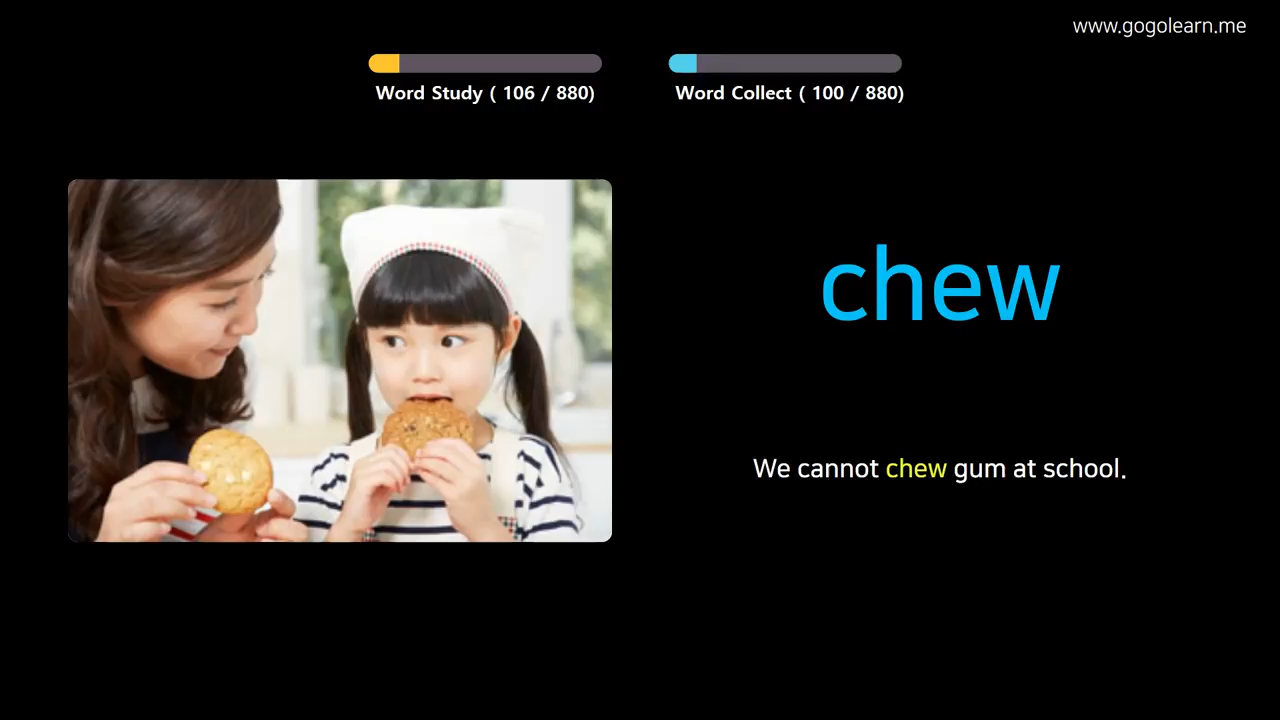 www.gogolearn.me
Word Study ( 106 / 880)
Word Collect ( 100 / 880)
chew
We cannot chew gum at school.